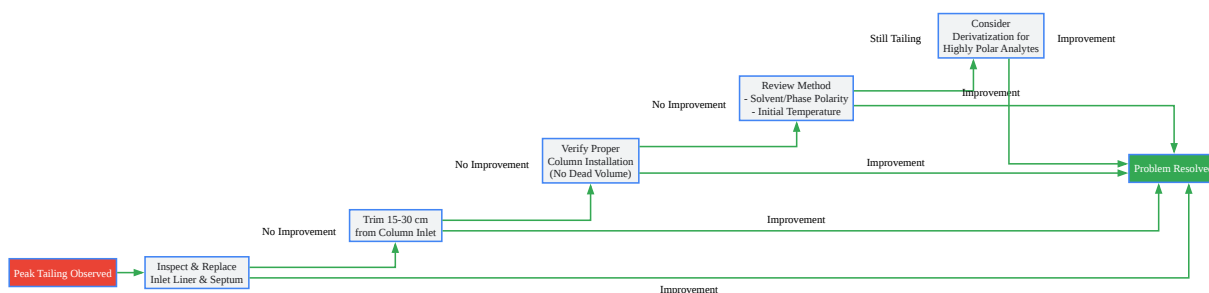 Peak Tailing Observed
Inspect & Replace
Inlet Liner & Septum
Improvement
No Improvement
Trim 15-30 cm
from Column Inlet
Improvement
No Improvement
Verify Proper
Column Installation
(No Dead Volume)
Improvement
No Improvement
Review Method
- Solvent/Phase Polarity
- Initial Temperature
Improvement
Still Tailing
Consider
Derivatization for
Highly Polar Analytes
Improvement
Problem Resolved